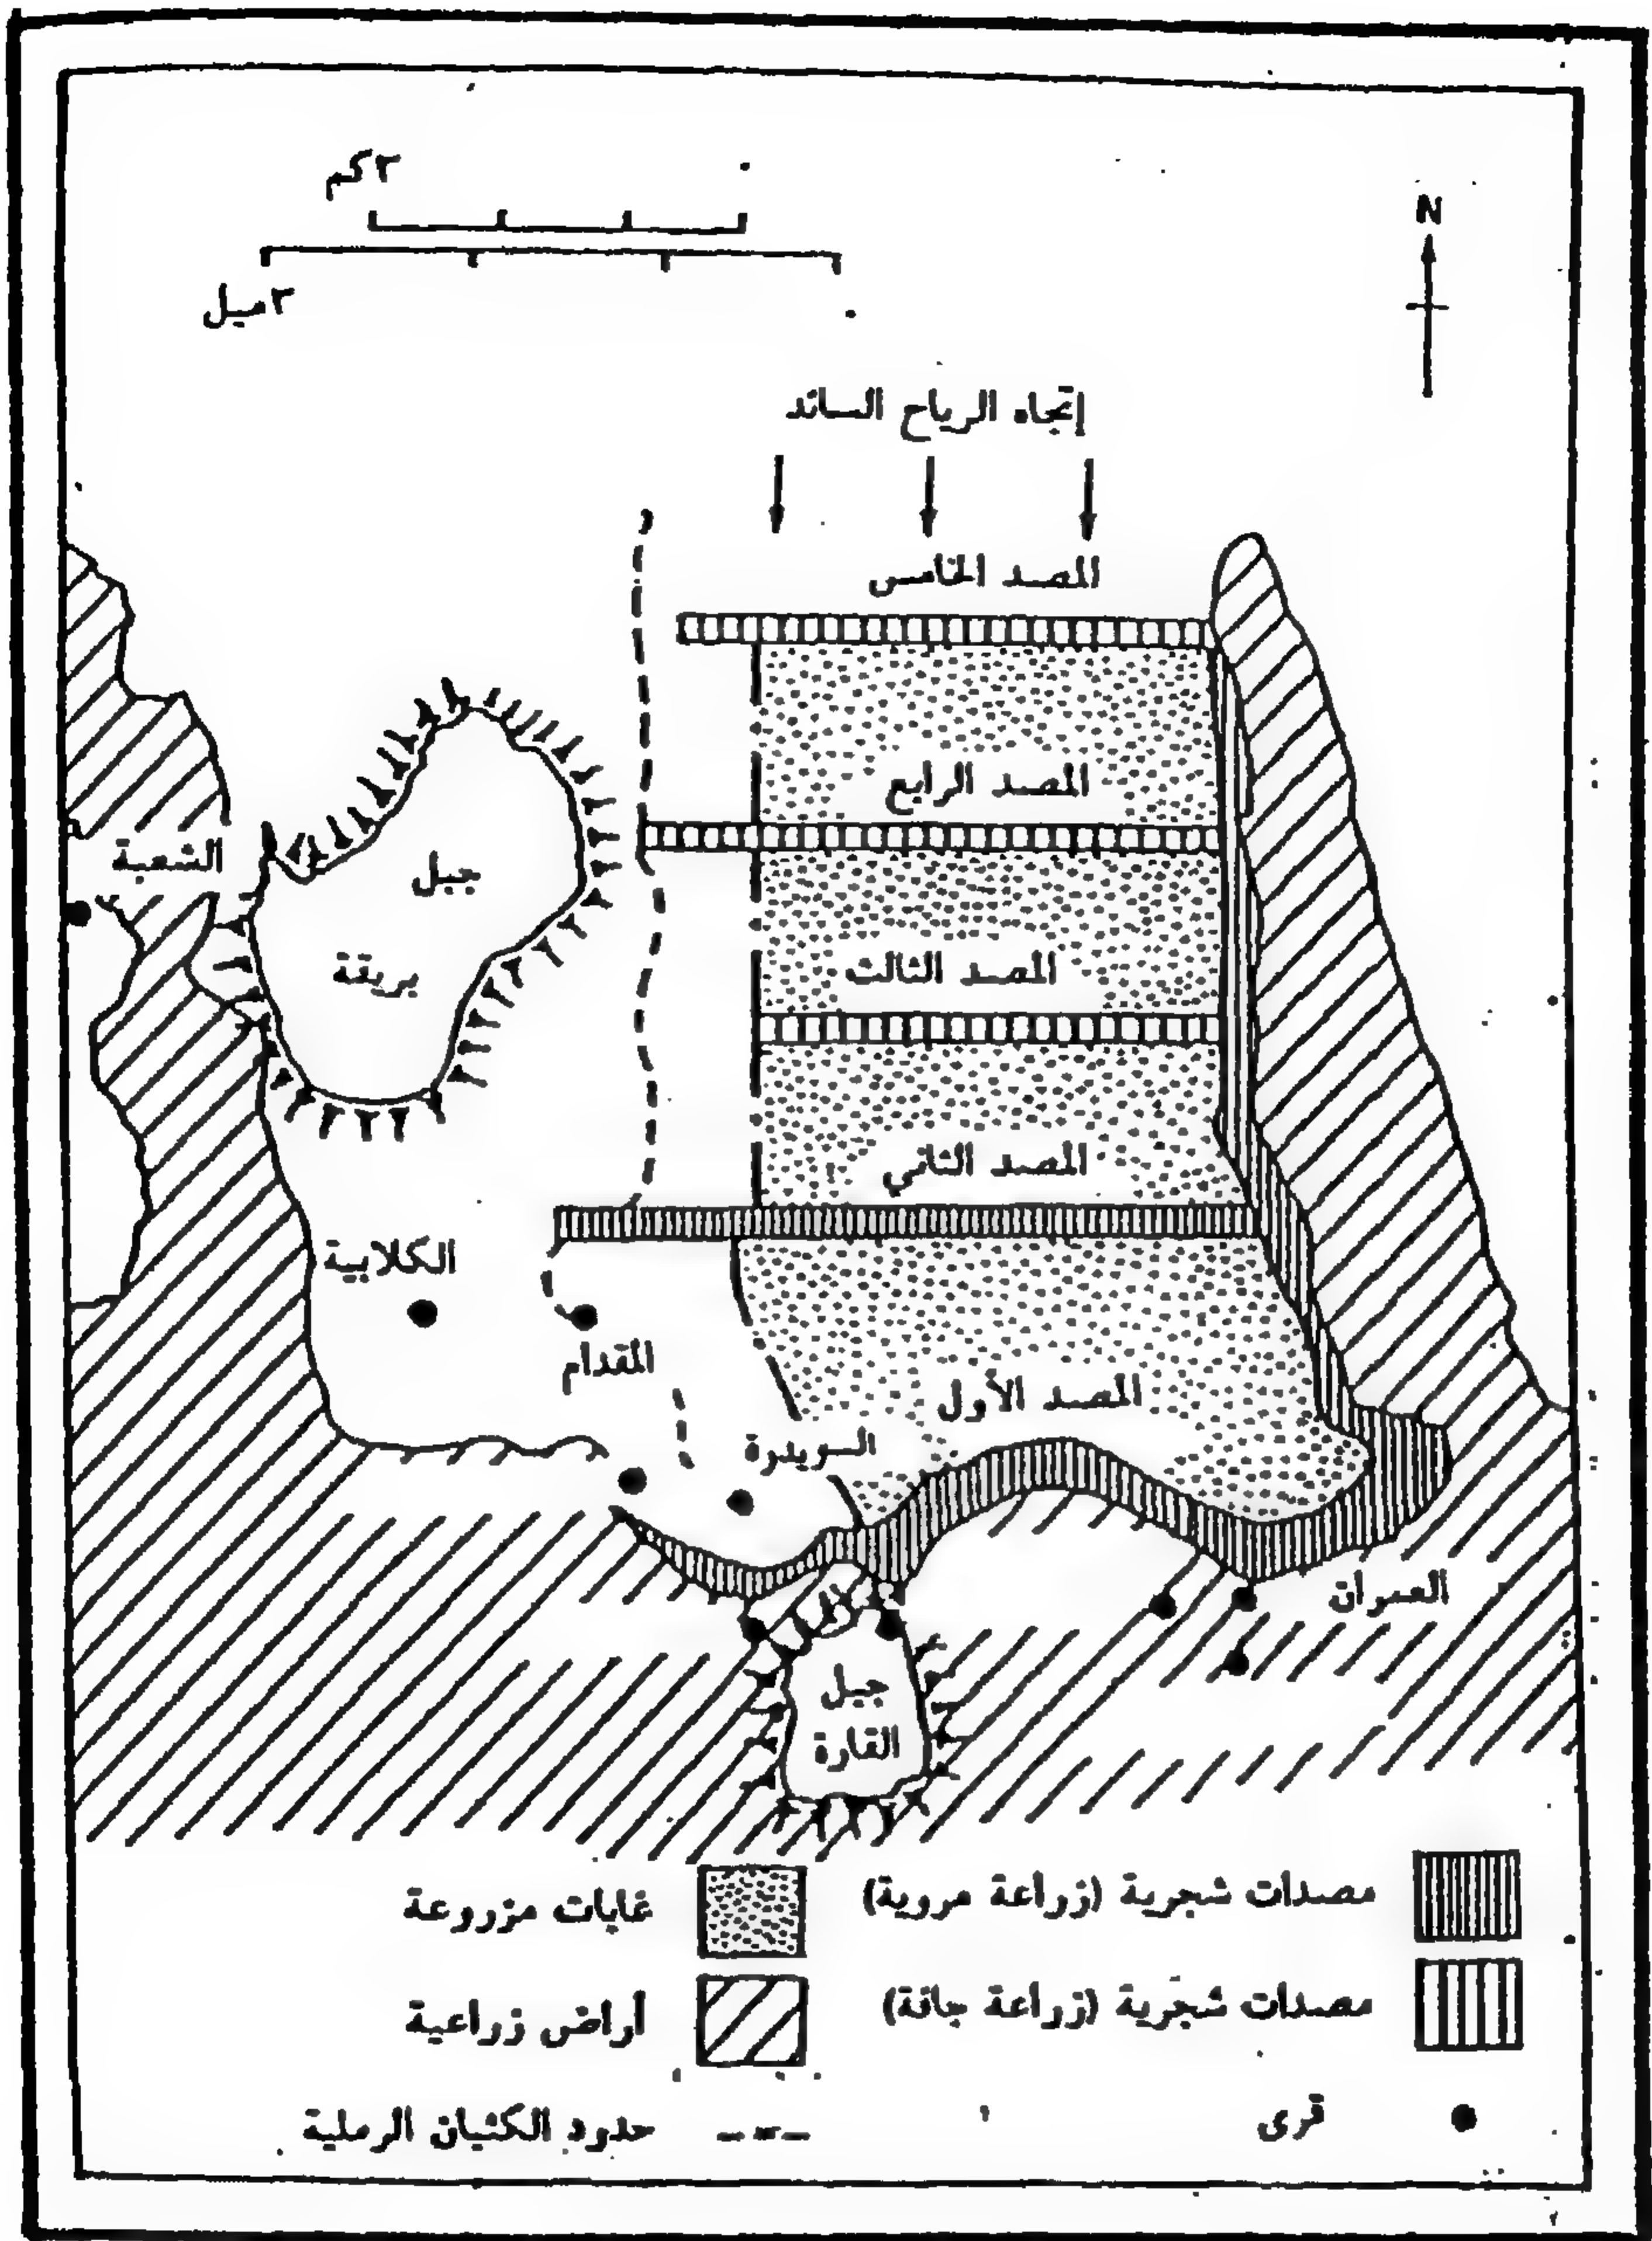 ٣كم
٣ميل
N
إتجاه الرياح السائد
المصد الخامس
المصد الرابع
الشعبة
جبل
بريقة
المصد الثالث
المصد الثاني
الكلابية
المقدام
المصد الأول
السويدرة
العمران
جبل
القارة
مصدات شجرية (زراعة مروية)
غابات مزروعة
مصدات شجرية (زراعة جافة)
أراض زراعية
قرى
حدود الكثبان الرملية